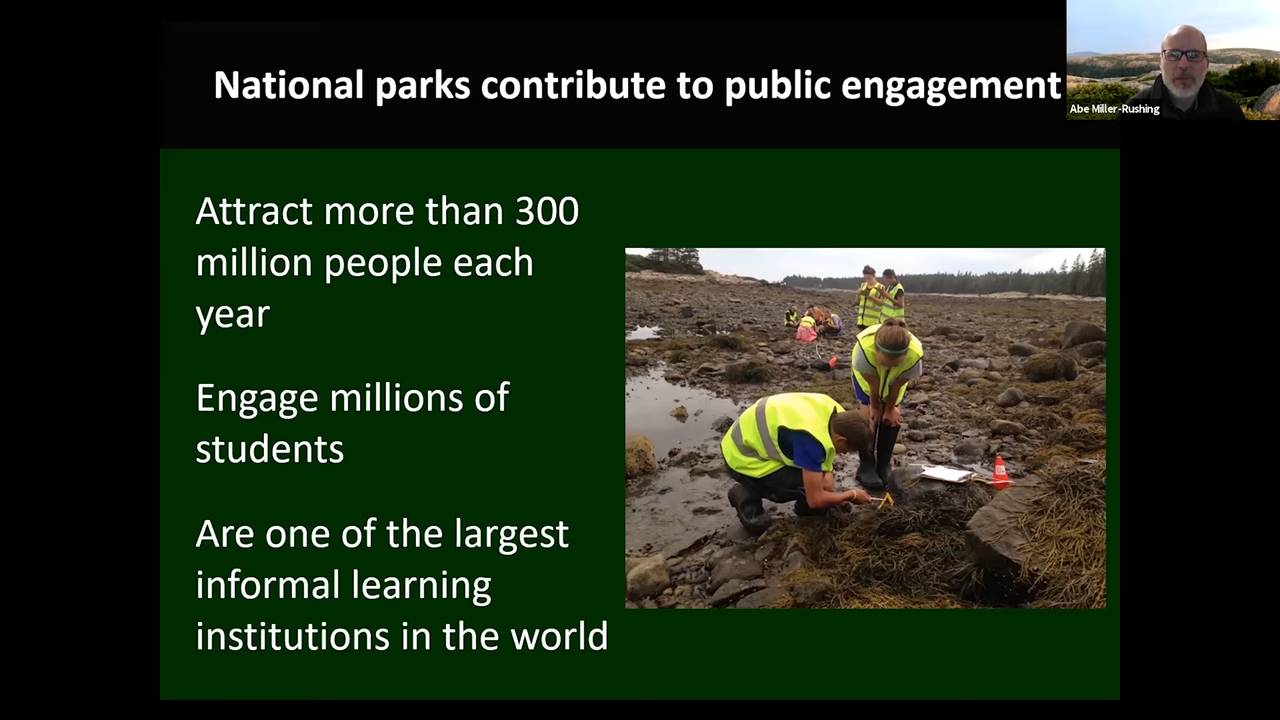 National parks contribute to public engagement
Abe Miller-Rushing
Attract more than 300
million people each
year
Engage millions of
students
Are one of the largest
informal learning
institutions in the world